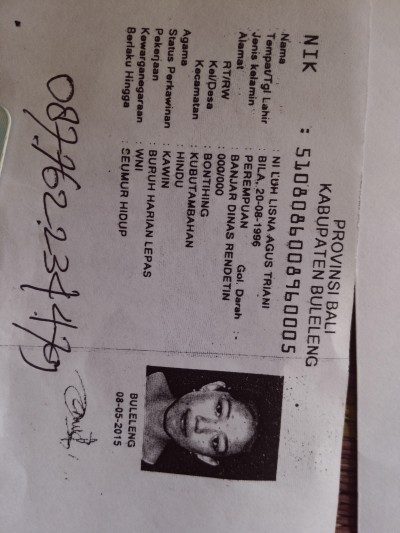 PROVINSI BALI
KABUPATEN BULELENG
NIK : 5108086008960005
Nama : NI LUH LISNA AGUS TRIANI
Tempat/Tgl Lahir : BILA, 20-08-1996
Jenis kelamin : PEREMPUAN Gol. Darah : -
Alamat : BANJAR DINAS RENDETIN
RT/RW : 000/000
Kel/Desa : BONTIHING
Kecamatan : KUBUTAMBAHAN
Agama : HINDU
Status Perkawinan : KAWIN
Pekerjaan : BURUH HARIAN LEPAS
Kewarganegaraan : WNI
Berlaku Hingga : SEUMUR HIDUP
BULELENG
08-05-2015